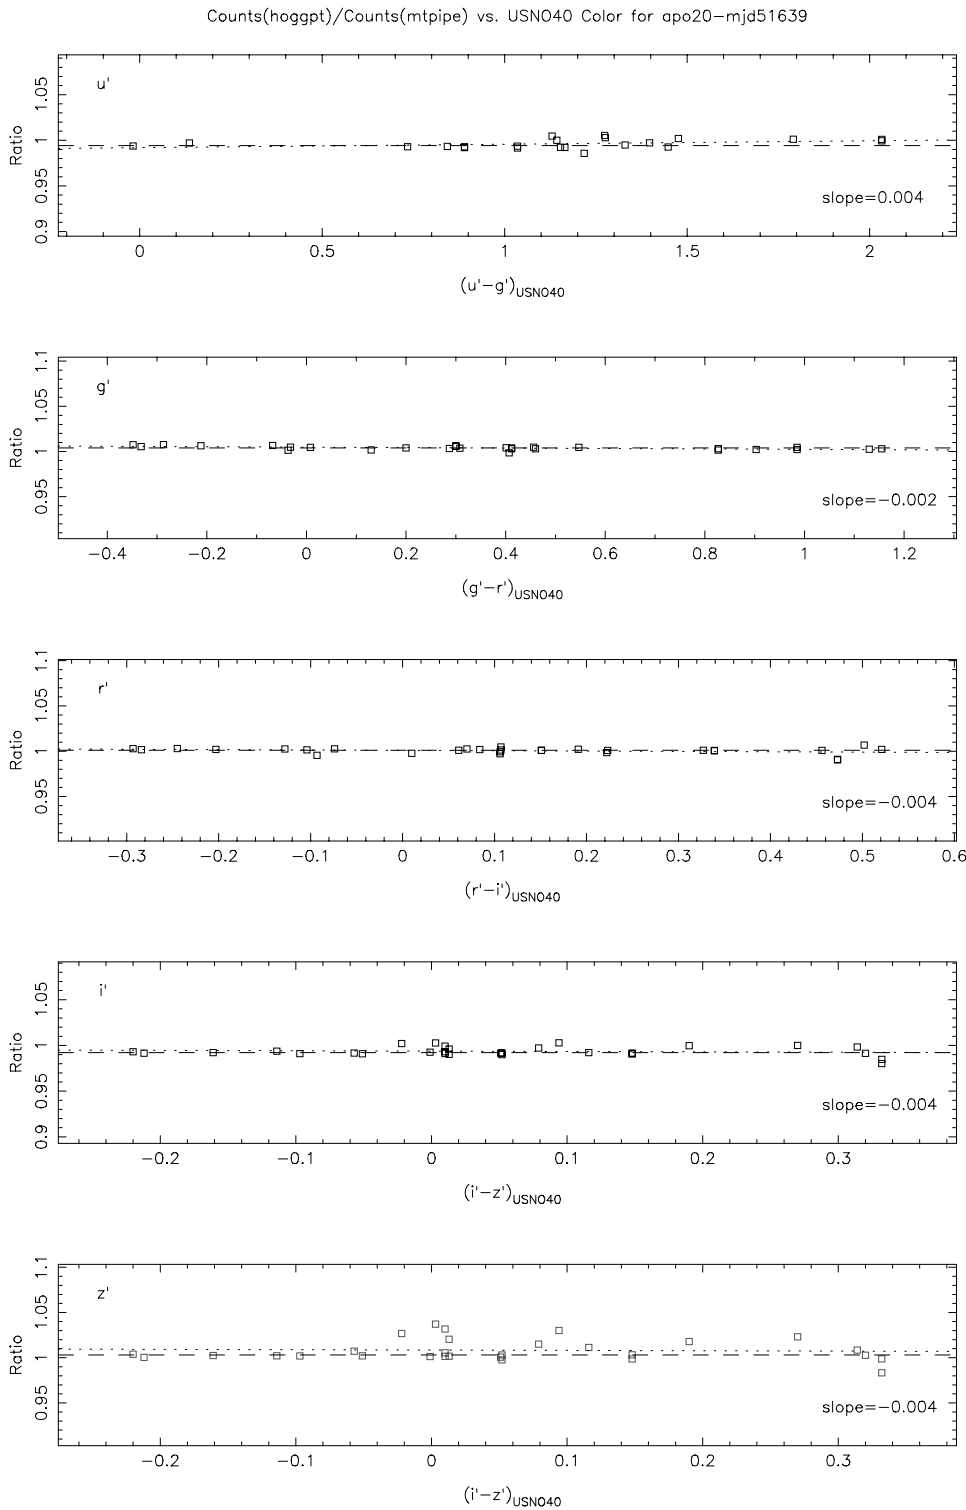 Counts(hoggpt)/Counts(mtpipe) vs. USNO40 Color for apo20-mjd51639
u'
Ratio
1.05
1
0.95
0.9
slope=0.004
0 0.5 1 1.5 2
(u'-g')USNO40
g'
Ratio
1.1
1.05
1
0.95
slope=-0.002
-0.4 -0.2 0 0.2 0.4 0.6 0.8 1 1.2
(g'-r')USNO40
r'
Ratio
1.1
1.05
1
0.95
slope=-0.004
-0.3 -0.2 -0.1 0 0.1 0.2 0.3 0.4 0.5 0.6
(r'-i')USNO40
i'
Ratio
1.05
1
0.95
0.9
slope=-0.004
-0.2 -0.1 0 0.1 0.2 0.3
(i'-z')USNO40
z'
Ratio
1.1
1.05
1
0.95
slope=-0.004
-0.2 -0.1 0 0.1 0.2 0.3
(i'-z')USNO40